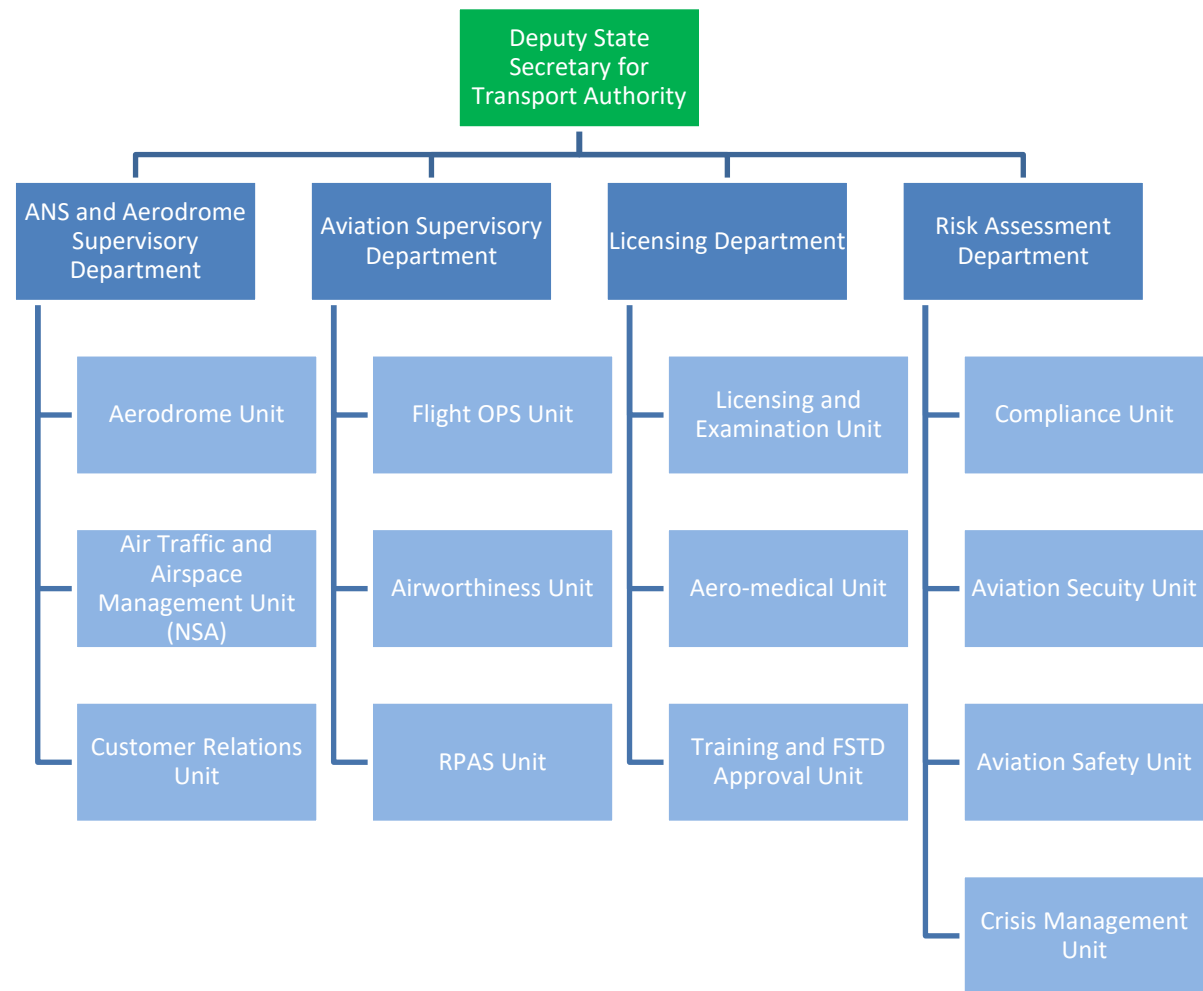 Deputy State
Secretary for
Transport Authority
ANS and Aerodrome
Supervisory
Department
Aviation Supervisory
Department
Licensing Department
Risk Assessment
Department
Aerodrome Unit
Flight OPS Unit
Licensing and
Examination Unit
Compliance Unit
Air Traffic and
Airspace
Management Unit
(NSA)
Airworthiness Unit
Aero-medical Unit
Aviation Secuity Unit
Customer Relations
Unit
RPAS Unit
Training and FSTD
Approval Unit
Aviation Safety Unit
Crisis Management
Unit